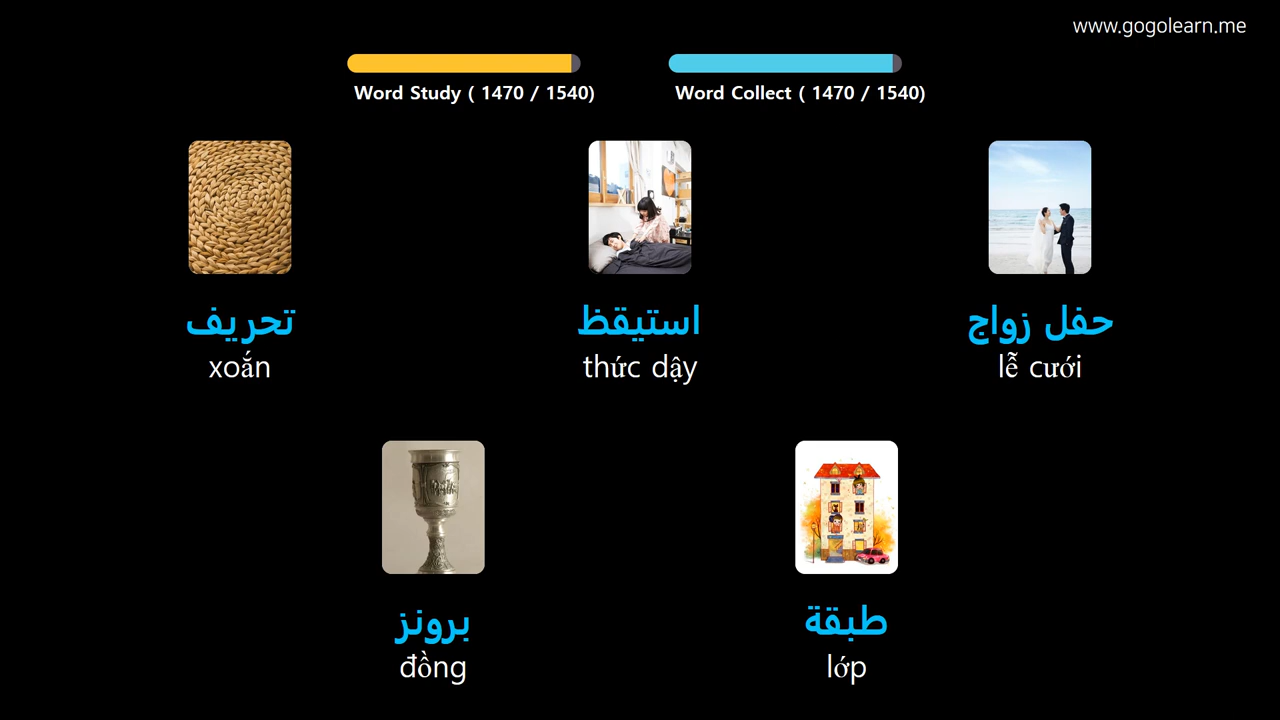 www.gogolearn.me
Word Study ( 1470 / 1540)
Word Collect ( 1470 / 1540)
تحريف
xoắn
استيقظ
thức dậy
حفل زواج
lễ cưới
برونز
đồng
طبقة
lớp